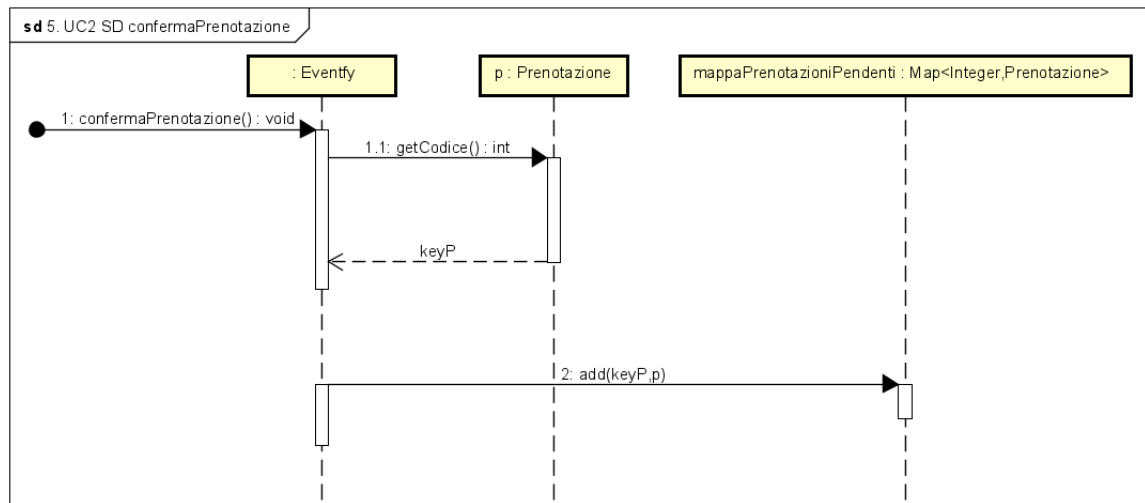 sd 5. UC2 SD confermaPrenotazione
: Eventfy
p : Prenotazione
mappaPrenotazioniPendenti : Map<Integer,Prenotazione>
1: confermaPrenotazione() : void
1.1: getCodice() : int
keyP
2: add(keyP,p)